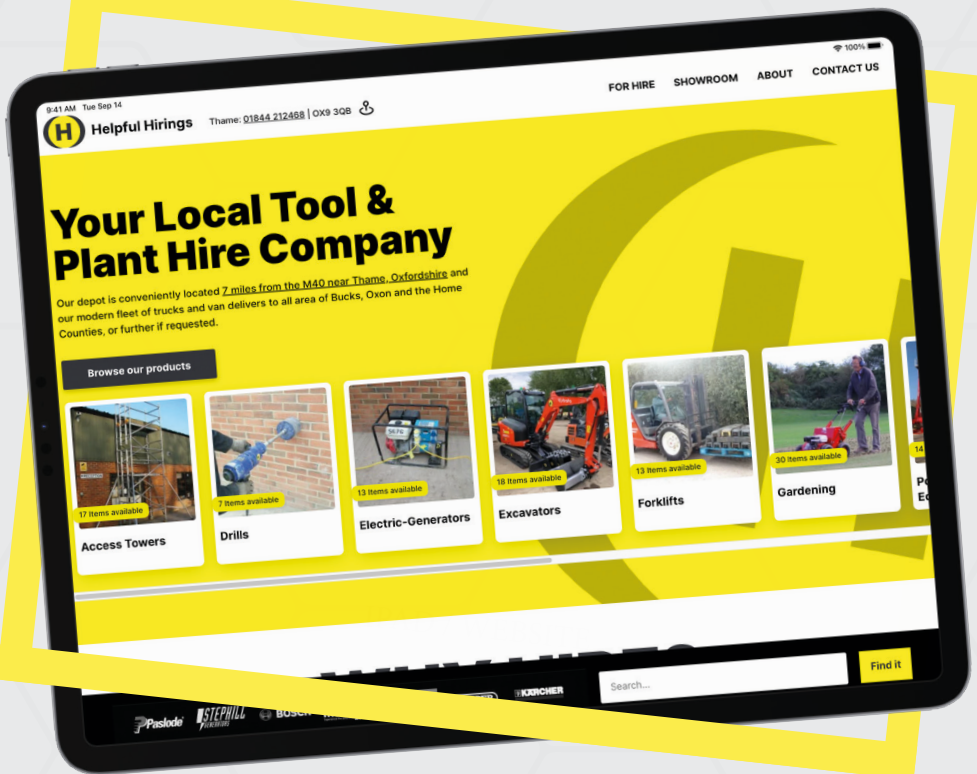 9:41 AM Tue Sep 14
100%
H
Helpful Hirings
Thame: 01844 212468 | OX9 3QB
FOR HIRE
SHOWROOM
ABOUT
CONTACT US
Your Local Tool &
Plant Hire Company
Our depot is conveniently located 7 miles from the M40 near Thame, Oxfordshire and
our modern fleet of trucks and van delivers to all area of Bucks, Oxon and the Home
Counties, or further if requested.
Browse our products
17 Items available
Access Towers
7 Items available
Drills
13 Items available
Electric-Generators
18 Items available
Excavators
13 Items available
Forklifts
30 Items available
Gardening
14
Paslode
STEPHILL
GENERATORS
BOSCH
KARCHER
Search...
Find it